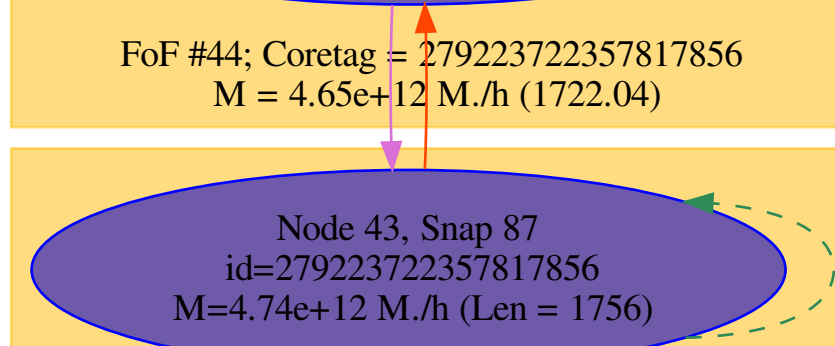 FoF #44; Coretag = 279223722357817856
M = 4.65e+12 M./h (1722.04)
Node 43, Snap 87
id=279223722357817856
M=4.74e+12 M./h (Len = 1756)